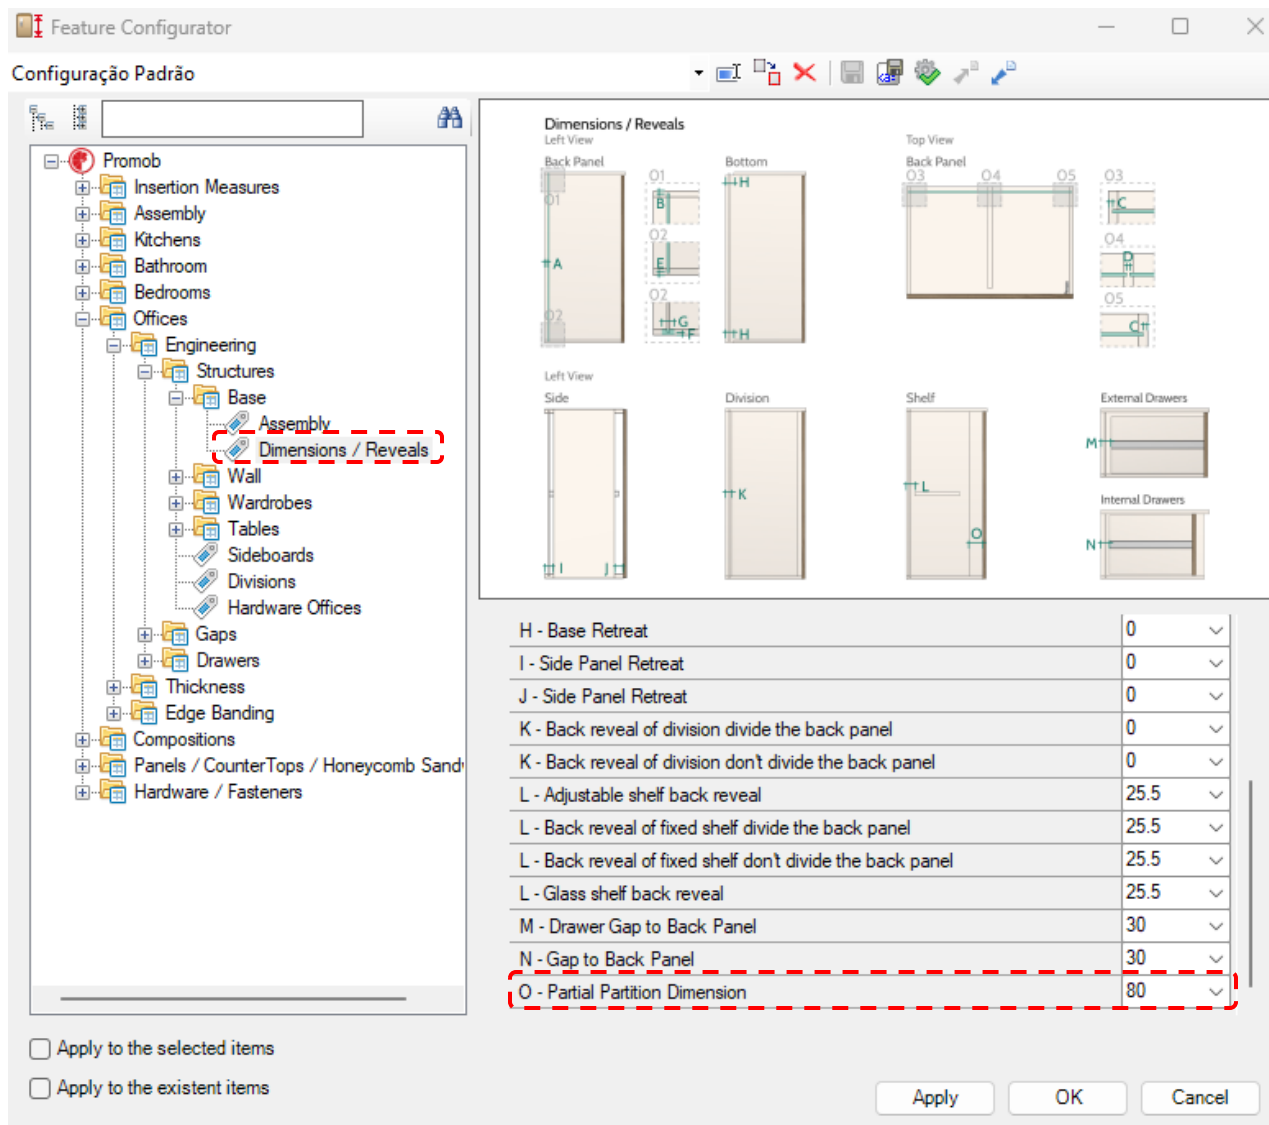 Feature Configurator
Configuração Padrão
Promob
Insertion Measures
Assembly
Kitchens
Bathroom
Bedrooms
Offices
Engineering
Structures
Base
Assembly
Dimensions / Reveals
Wall
Wardrobes
Tables
Sideboards
Divisions
Hardware Offices
Gaps
Drawers
Thickness
Edge Banding
Compositions
Panels / CounterTops / Honeycomb Sand
Hardware / Fasteners
Dimensions / Reveals
Left View
Top View
Back Panel
Bottom
Back Panel
O1
O1
B
A
O2
E
O2
O2
G
F
H
H
O3
O4
O5
O3
C
O4
D
O5
C
Left View
Side
Division
Shelf
External Drawers
I
J
K
L
O
M
Internal Drawers
N
H - Base Retreat 0
I - Side Panel Retreat 0
J - Side Panel Retreat 0
K - Back reveal of division divide the back panel 0
K - Back reveal of division don't divide the back panel 0
L - Adjustable shelf back reveal 25.5
L - Back reveal of fixed shelf divide the back panel 25.5
L - Back reveal of fixed shelf don't divide the back panel 25.5
L - Glass shelf back reveal 25.5
M - Drawer Gap to Back Panel 30
N - Gap to Back Panel 30
O - Partial Partition Dimension 80
Apply to the selected items
Apply to the existent items
Apply
OK
Cancel